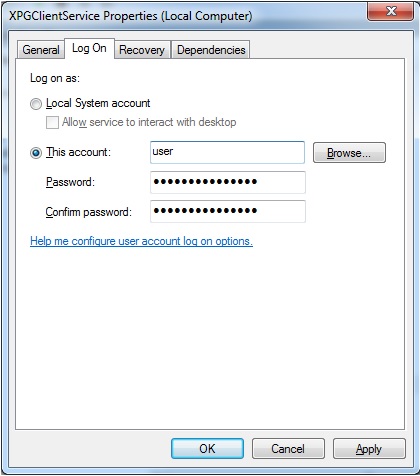 XPGClientService Properties (Local Computer)
General Log On Recovery Dependencies
Log on as:
Local System account
Allow service to interact with desktop
This account: user Browse...
Password: •••••••••••••••
Confirm password: •••••••••••••••
Help me configure user account log on options.
OK Cancel Apply